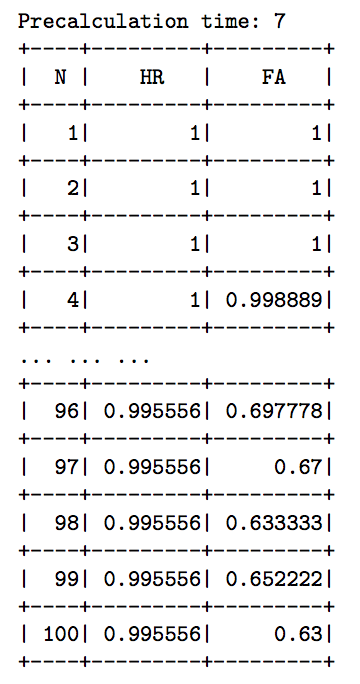 Precalculation time: 7
+----+---------+---------+
|  N |    HR   |    FA   |
+----+---------+---------+
|   1|        1|        1|
+----+---------+---------+
|   2|        1|        1|
+----+---------+---------+
|   3|        1|        1|
+----+---------+---------+
|   4|        1| 0.998889|
+----+---------+---------+
... ... ...
+----+---------+---------+
|  96| 0.995556| 0.697778|
+----+---------+---------+
|  97| 0.995556|     0.67|
+----+---------+---------+
|  98| 0.995556| 0.633333|
+----+---------+---------+
|  99| 0.995556| 0.652222|
+----+---------+---------+
| 100| 0.995556|     0.63|
+----+---------+---------+